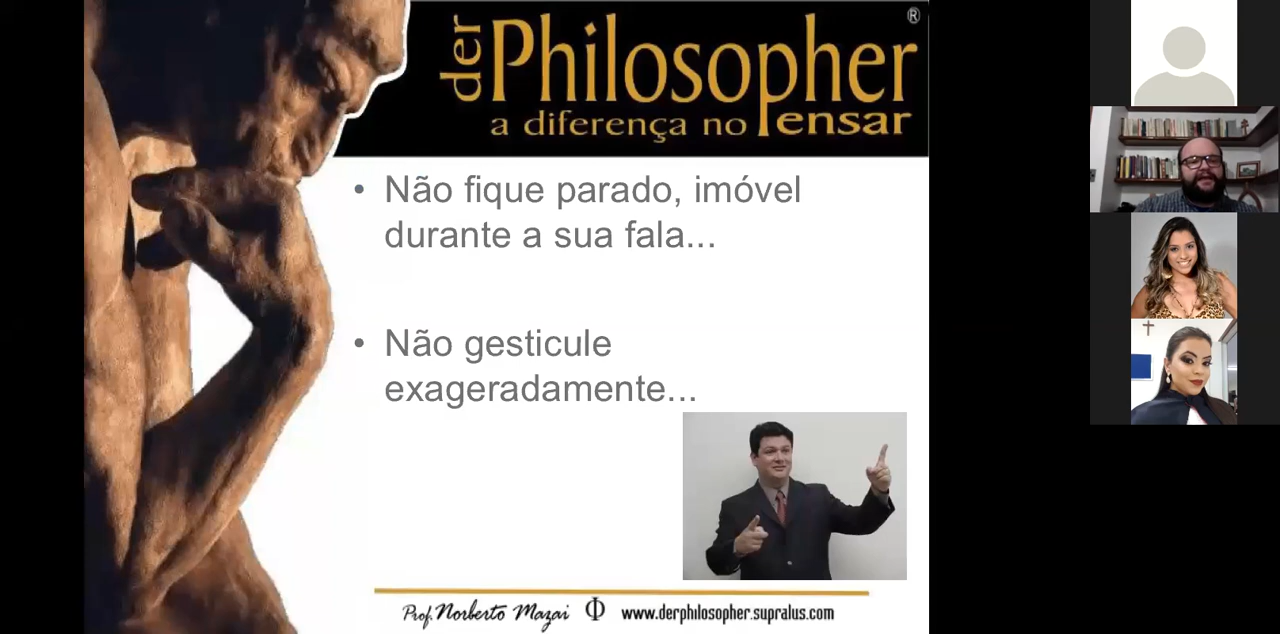 der Philosopher ®
a diferença no Pensar
• Não fique parado, imóvel
durante a sua fala...
• Não gesticule
exageradamente...
Prof. Norberto Mazai Φ www.derphilosopher.supralus.com